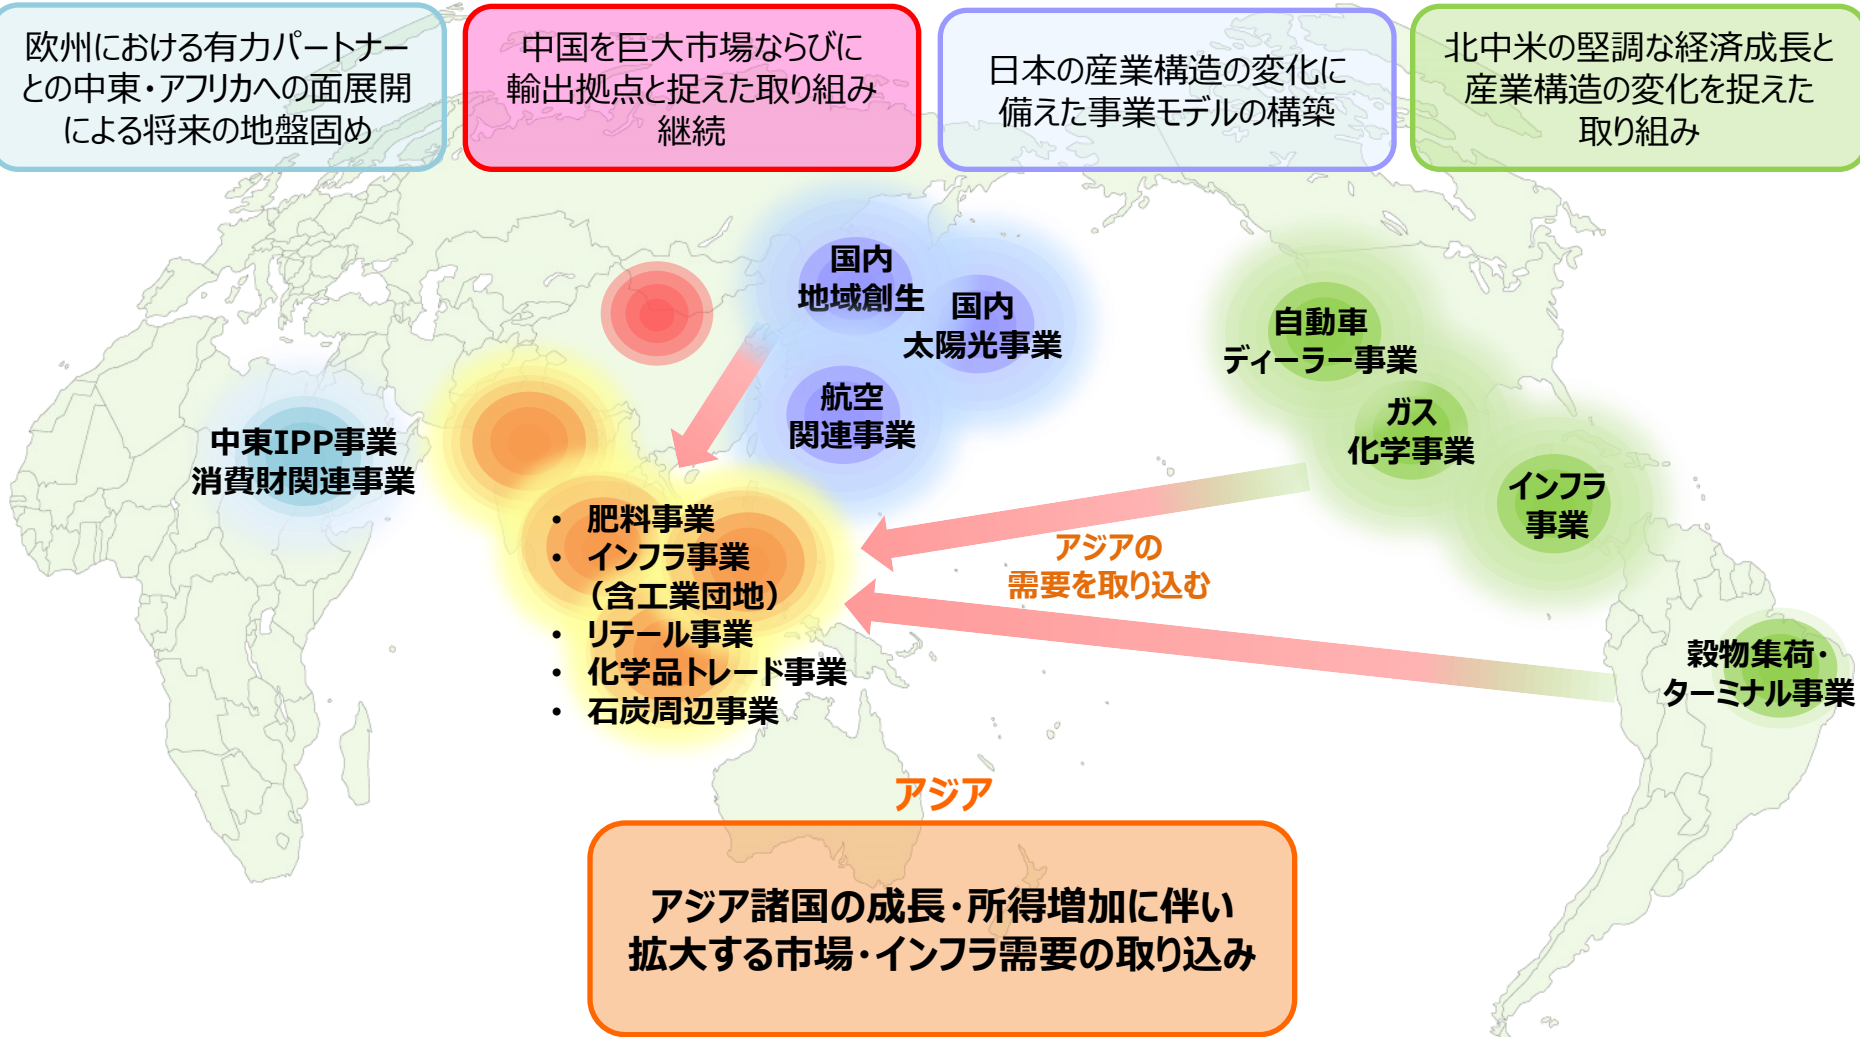 欧州における有力パートナー
との中東・アフリカへの面展開
による将来の地盤固め
中国を巨大市場ならびに
輸出拠点と捉えた取り組み
継続
日本の産業構造の変化に
備えた事業モデルの構築
北中米の堅調な経済成長と
産業構造の変化を捉えた
取り組み
国内
地域創生
国内
太陽光事業
航空
関連事業
自動車
ディーラー事業
ガス
化学事業
インフラ
事業
中東IPP事業
消費財関連事業
・ 肥料事業
・ インフラ事業
（含工業団地）
・ リテール事業
・ 化学品トレード事業
・ 石炭周辺事業
アジアの
需要を取り込む
穀物集荷・
ターミナル事業
アジア
アジア諸国の成長・所得増加に伴い
拡大する市場・インフラ需要の取り込み